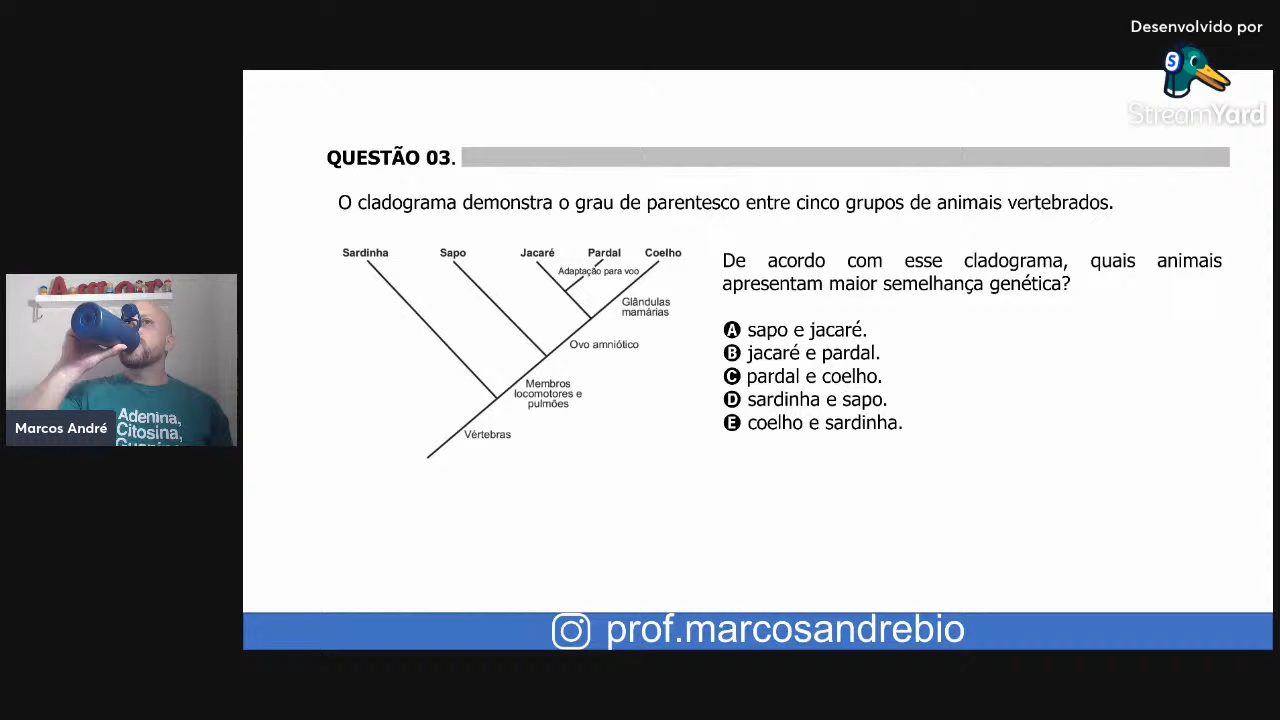 Desenvolvido por
S
StreamYard
QUESTÃO 03.
O cladograma demonstra o grau de parentesco entre cinco grupos de animais vertebrados.
Sardinha Sapo Jacaré Pardal Coelho
Adaptação para voo
Glândulas
mamárias
Ovo amniótico
Membros
locomotores e
pulmões
Vértebras
De acordo com esse cladograma, quais animais
apresentam maior semelhança genética?
A sapo e jacaré.
B jacaré e pardal.
C pardal e coelho.
D sardinha e sapo.
E coelho e sardinha.
Amor
Adenina,
Citosina,
Marcos André
prof.marcosandrebio